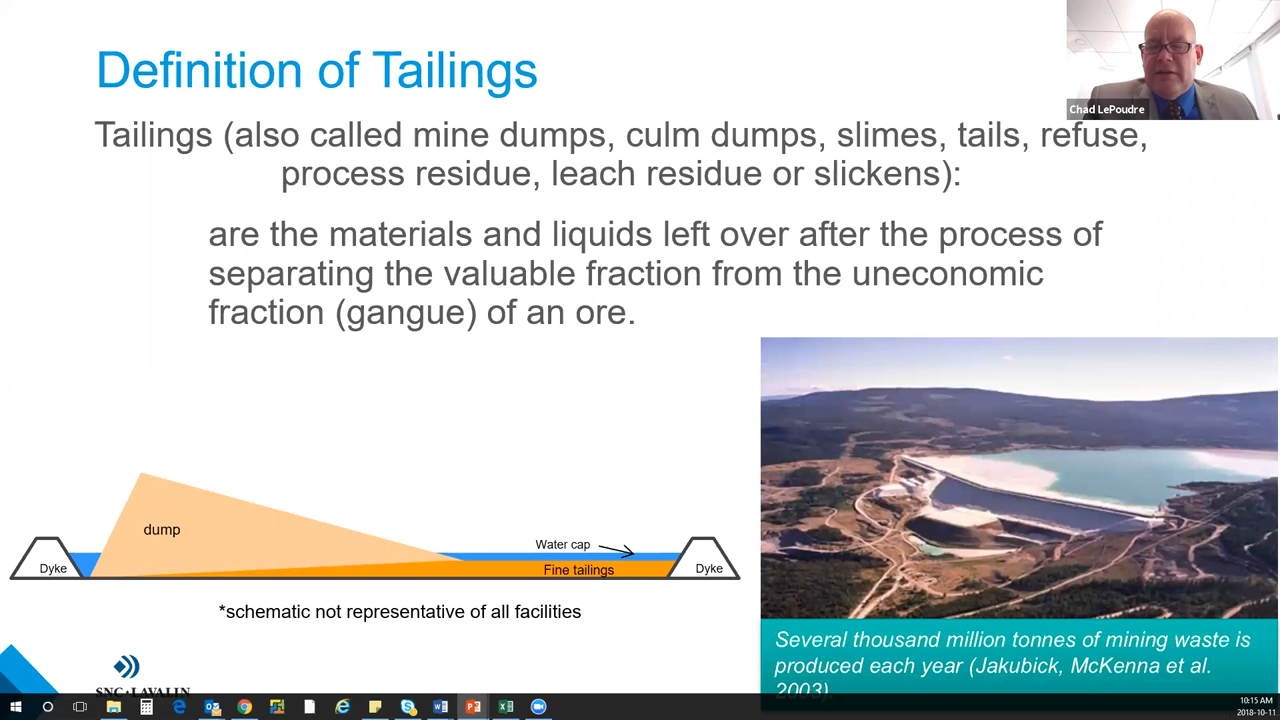 Definition of Tailings
Chad LePoudre
Tailings (also called mine dumps, culm dumps, slimes, tails, refuse,
process residue, leach residue or slickens):
are the materials and liquids left over after the process of
separating the valuable fraction from the uneconomic
fraction (gangue) of an ore.
dump
Water cap
Dyke
Fine tailings
Dyke
*schematic not representative of all facilities
Several thousand million tonnes of mining waste is
produced each year (Jakubick, McKenna et al.
2003).
SNC•LAVALIN
10:15 AM
2018-10-11